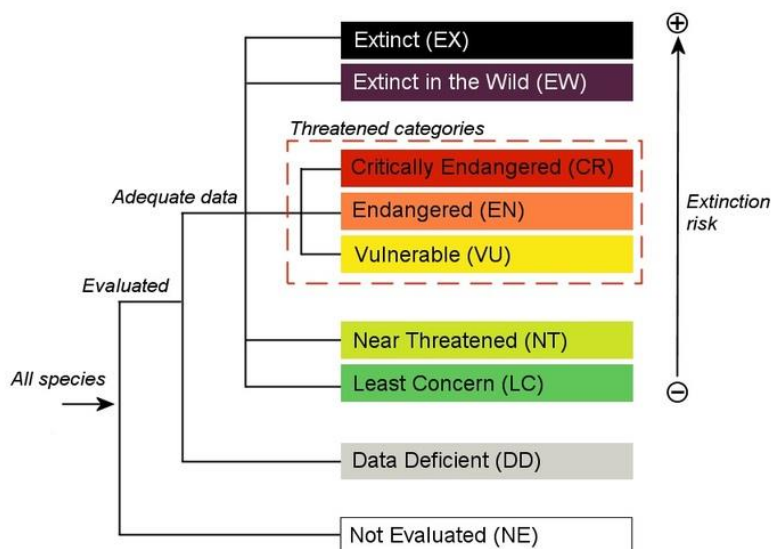 Extinct (EX)
Extinct in the Wild (EW)
Threatened categories
Critically Endangered (CR)
Adequate data
Endangered (EN)
Extinction
risk
Vulnerable (VU)
Evaluated
Near Threatened (NT)
All species
Least Concern (LC)
Data Deficient (DD)
Not Evaluated (NE)